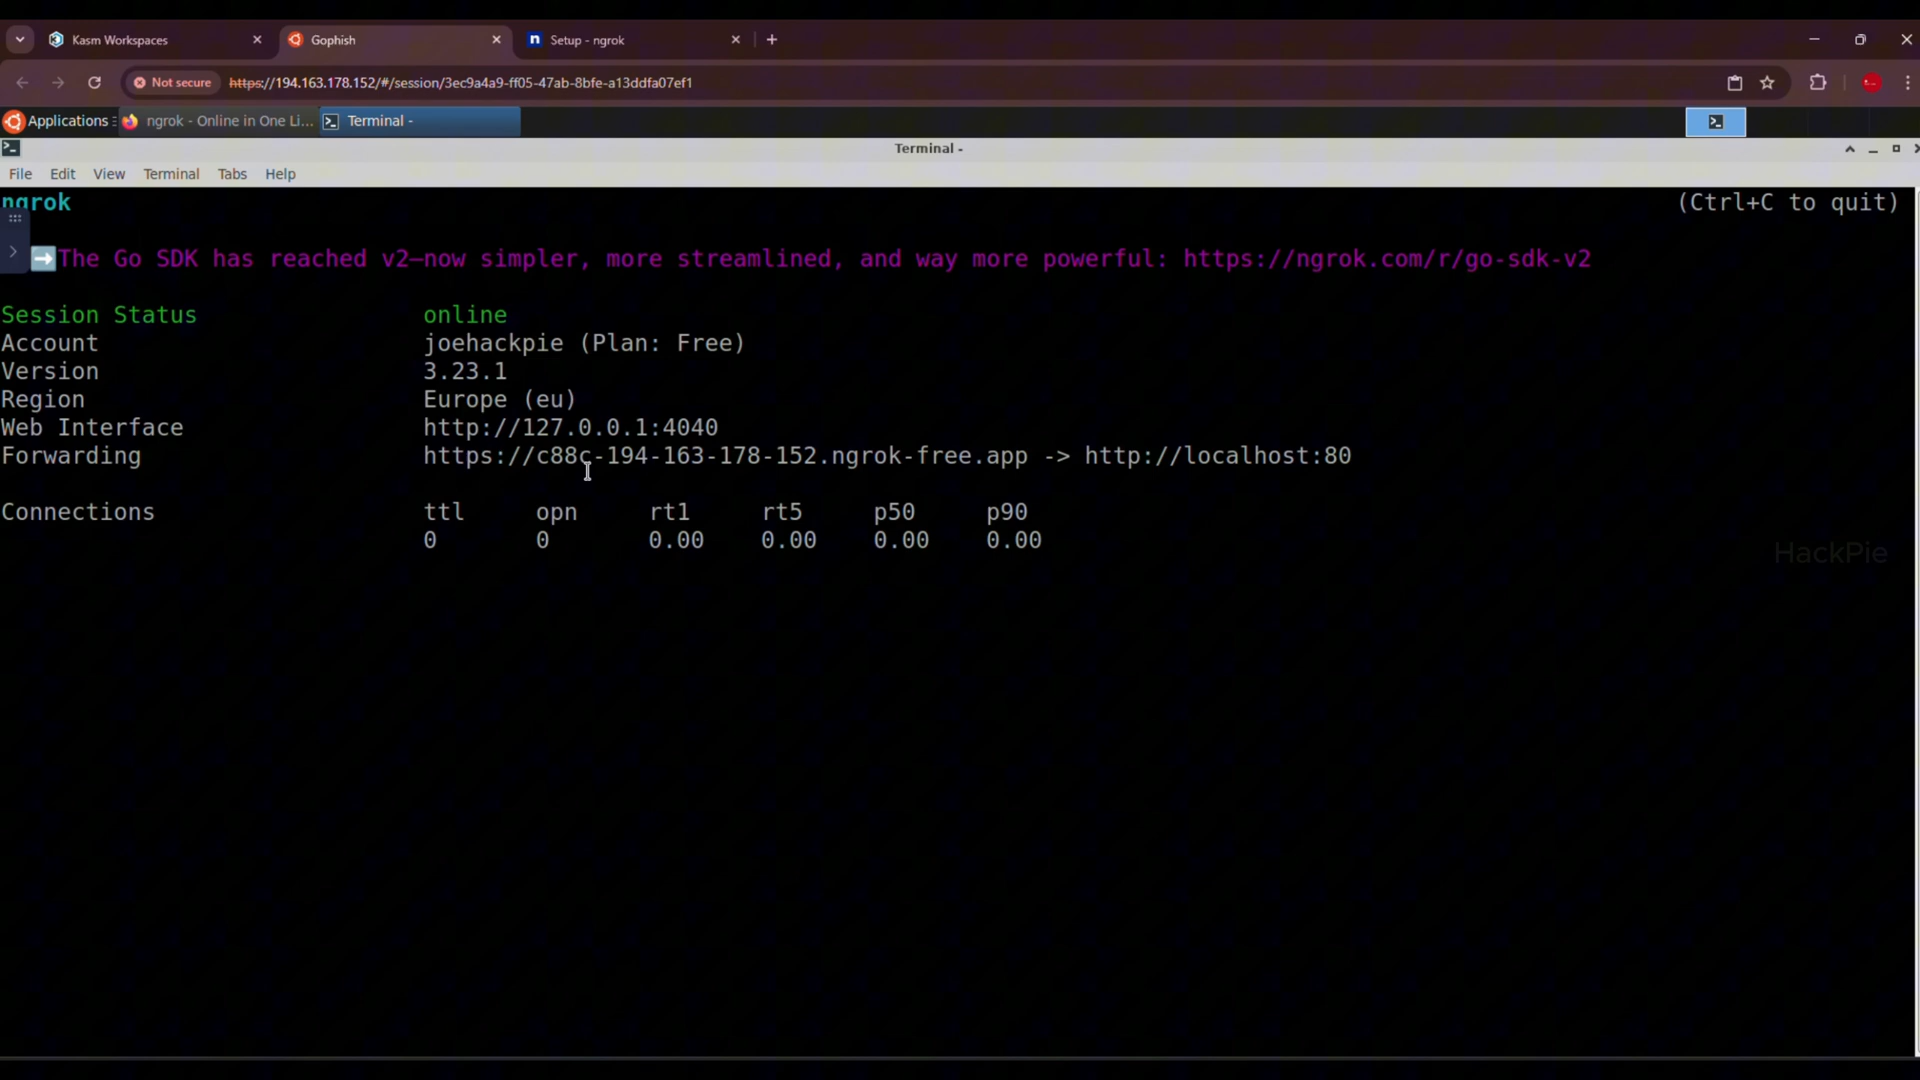 Kasm Workspaces
Gophish
Setup - ngrok
Not secure
https://194.163.178.152/#/session/3ec9a4a9-ff05-47ab-8bfe-a13ddfa07ef1
Applications
ngrok - Online in One Li...
Terminal -
Terminal -
File Edit View Terminal Tabs Help
ngrok (Ctrl+C to quit)
The Go SDK has reached v2—now simpler, more streamlined, and way more powerful: https://ngrok.com/r/go-sdk-v2
Session Status online
Account joehackpie (Plan: Free)
Version 3.23.1
Region Europe (eu)
Web Interface http://127.0.0.1:4040
Forwarding https://c88c-194-163-178-152.ngrok-free.app -> http://localhost:80
Connections ttl opn rt1 rt5 p50 p90
0 0 0.00 0.00 0.00 0.00
HackPie